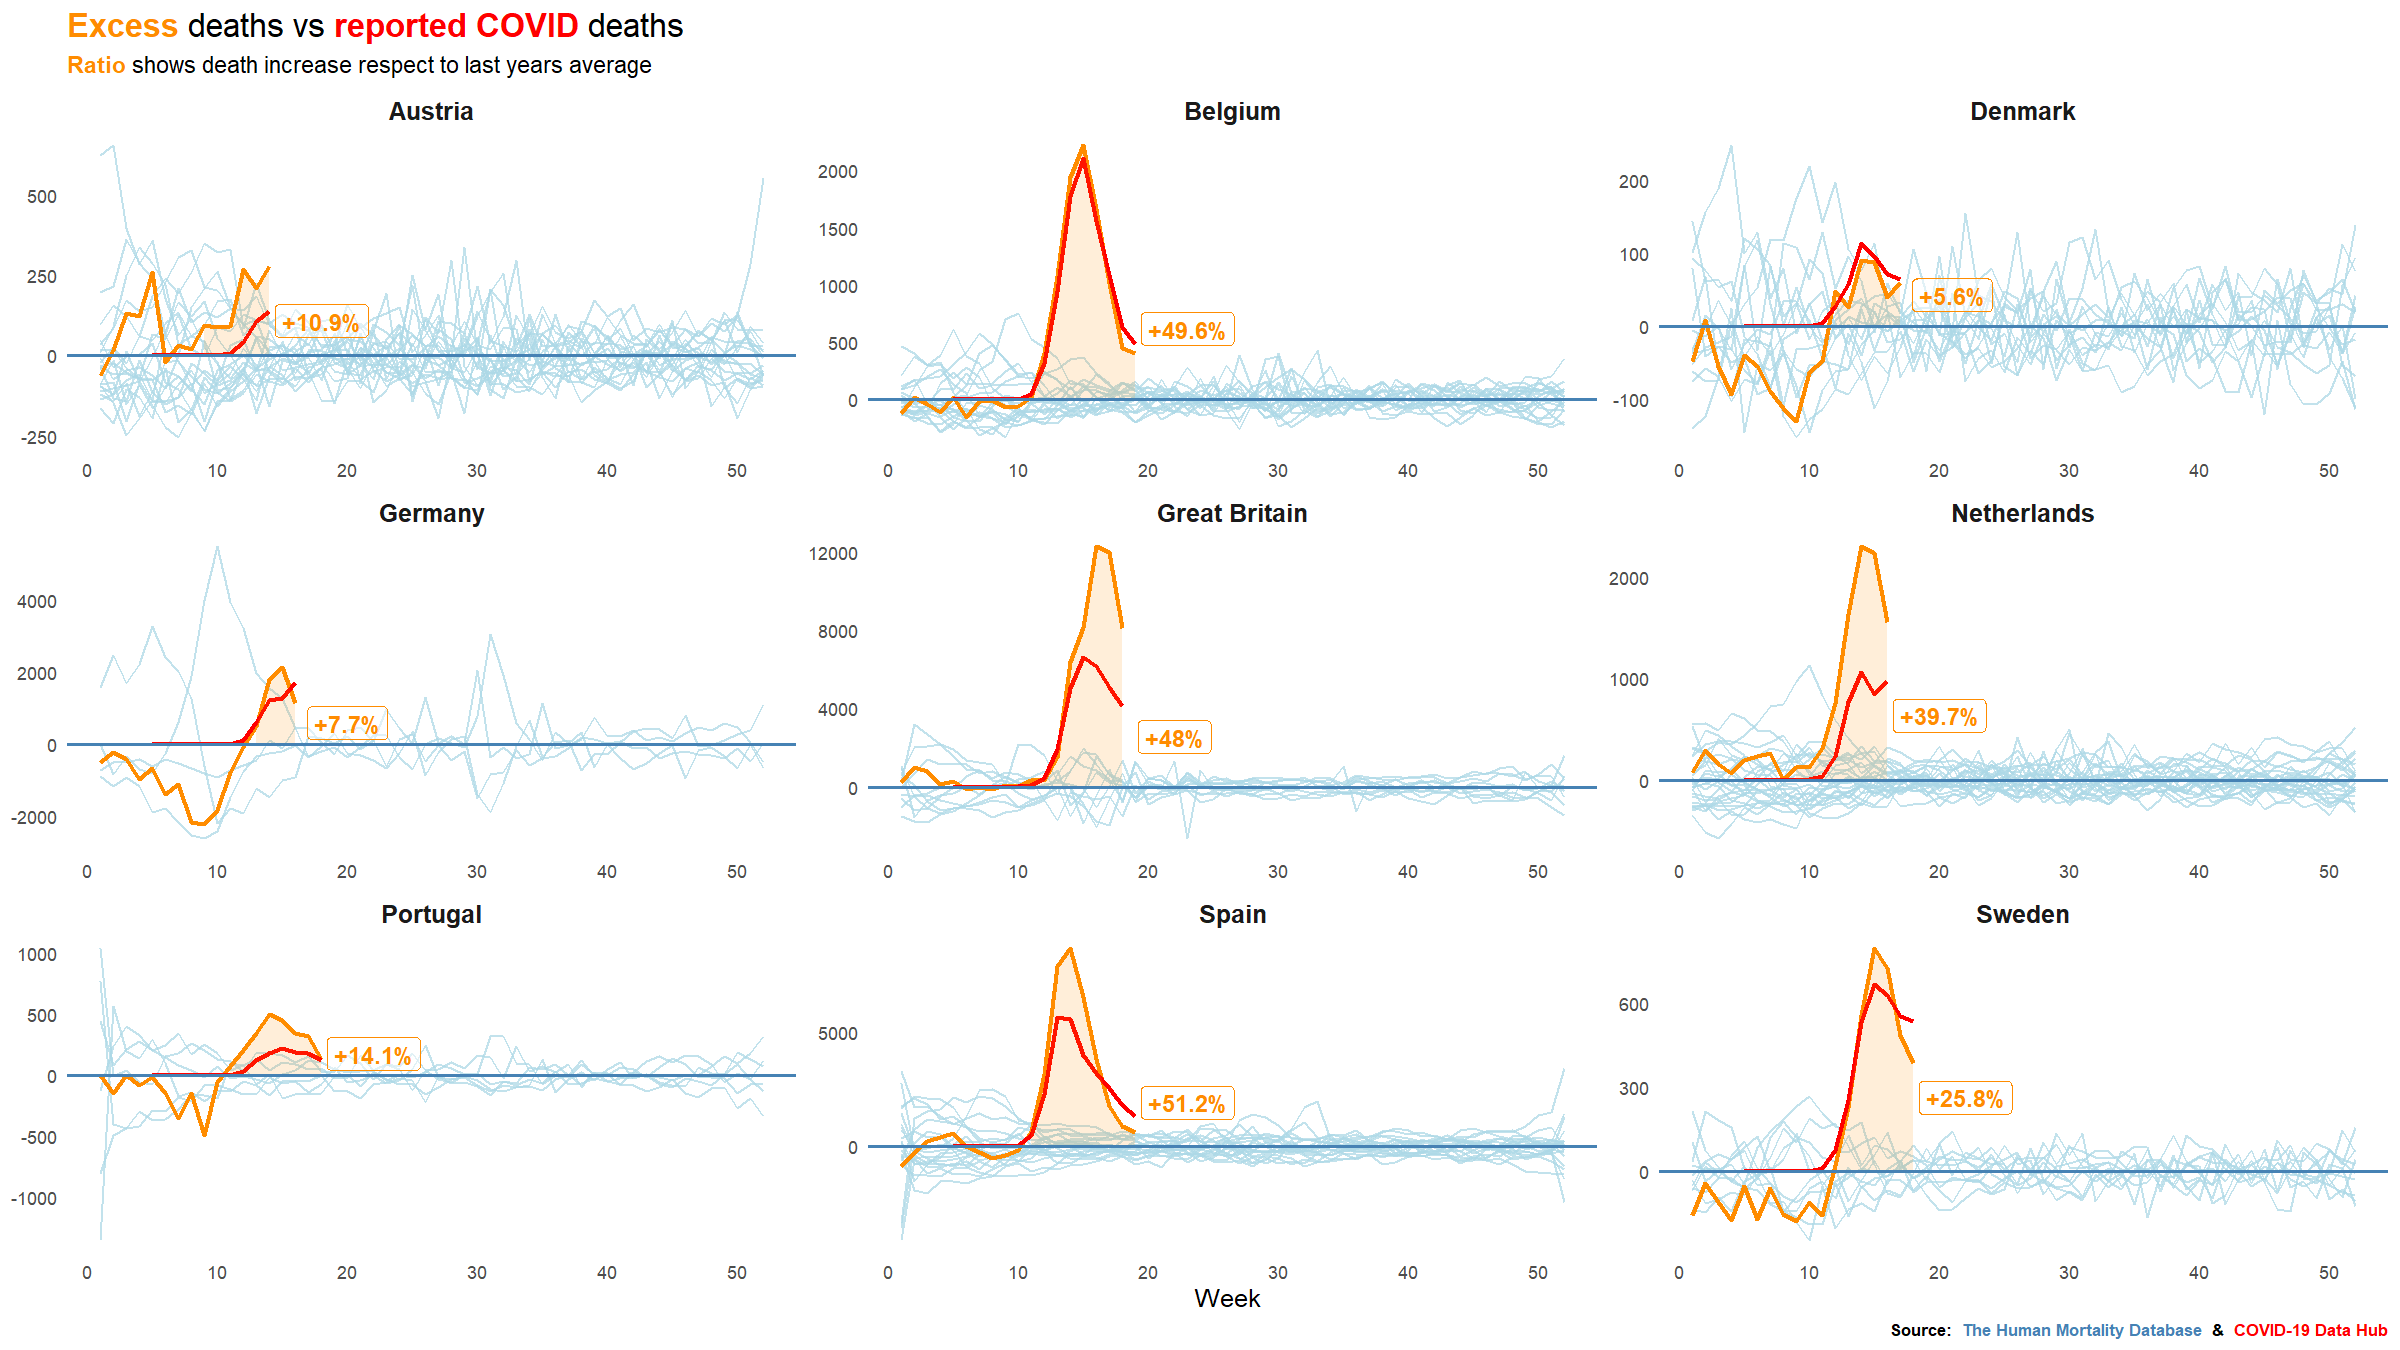 Excess deaths vs reported COVID deaths
Ratio shows death increase respect to last years average
Austria
500
250
0
-250
+10.9%
0 10 20 30 40 50
Belgium
2000
1500
1000
500
0
+49.6%
0 10 20 30 40 50
Denmark
200
100
0
-100
+5.6%
0 10 20 30 40 50
Germany
4000
2000
0
-2000
+7.7%
0 10 20 30 40 50
Great Britain
12000
8000
4000
0
+48%
0 10 20 30 40 50
Netherlands
2000
1000
0
+39.7%
0 10 20 30 40 50
Portugal
1000
500
0
-500
-1000
+14.1%
0 10 20 30 40 50
Spain
5000
0
+51.2%
0 10 20 30 40 50
Sweden
600
300
0
+25.8%
0 10 20 30 40 50
Week
Source: The Human Mortality Database & COVID-19 Data Hub